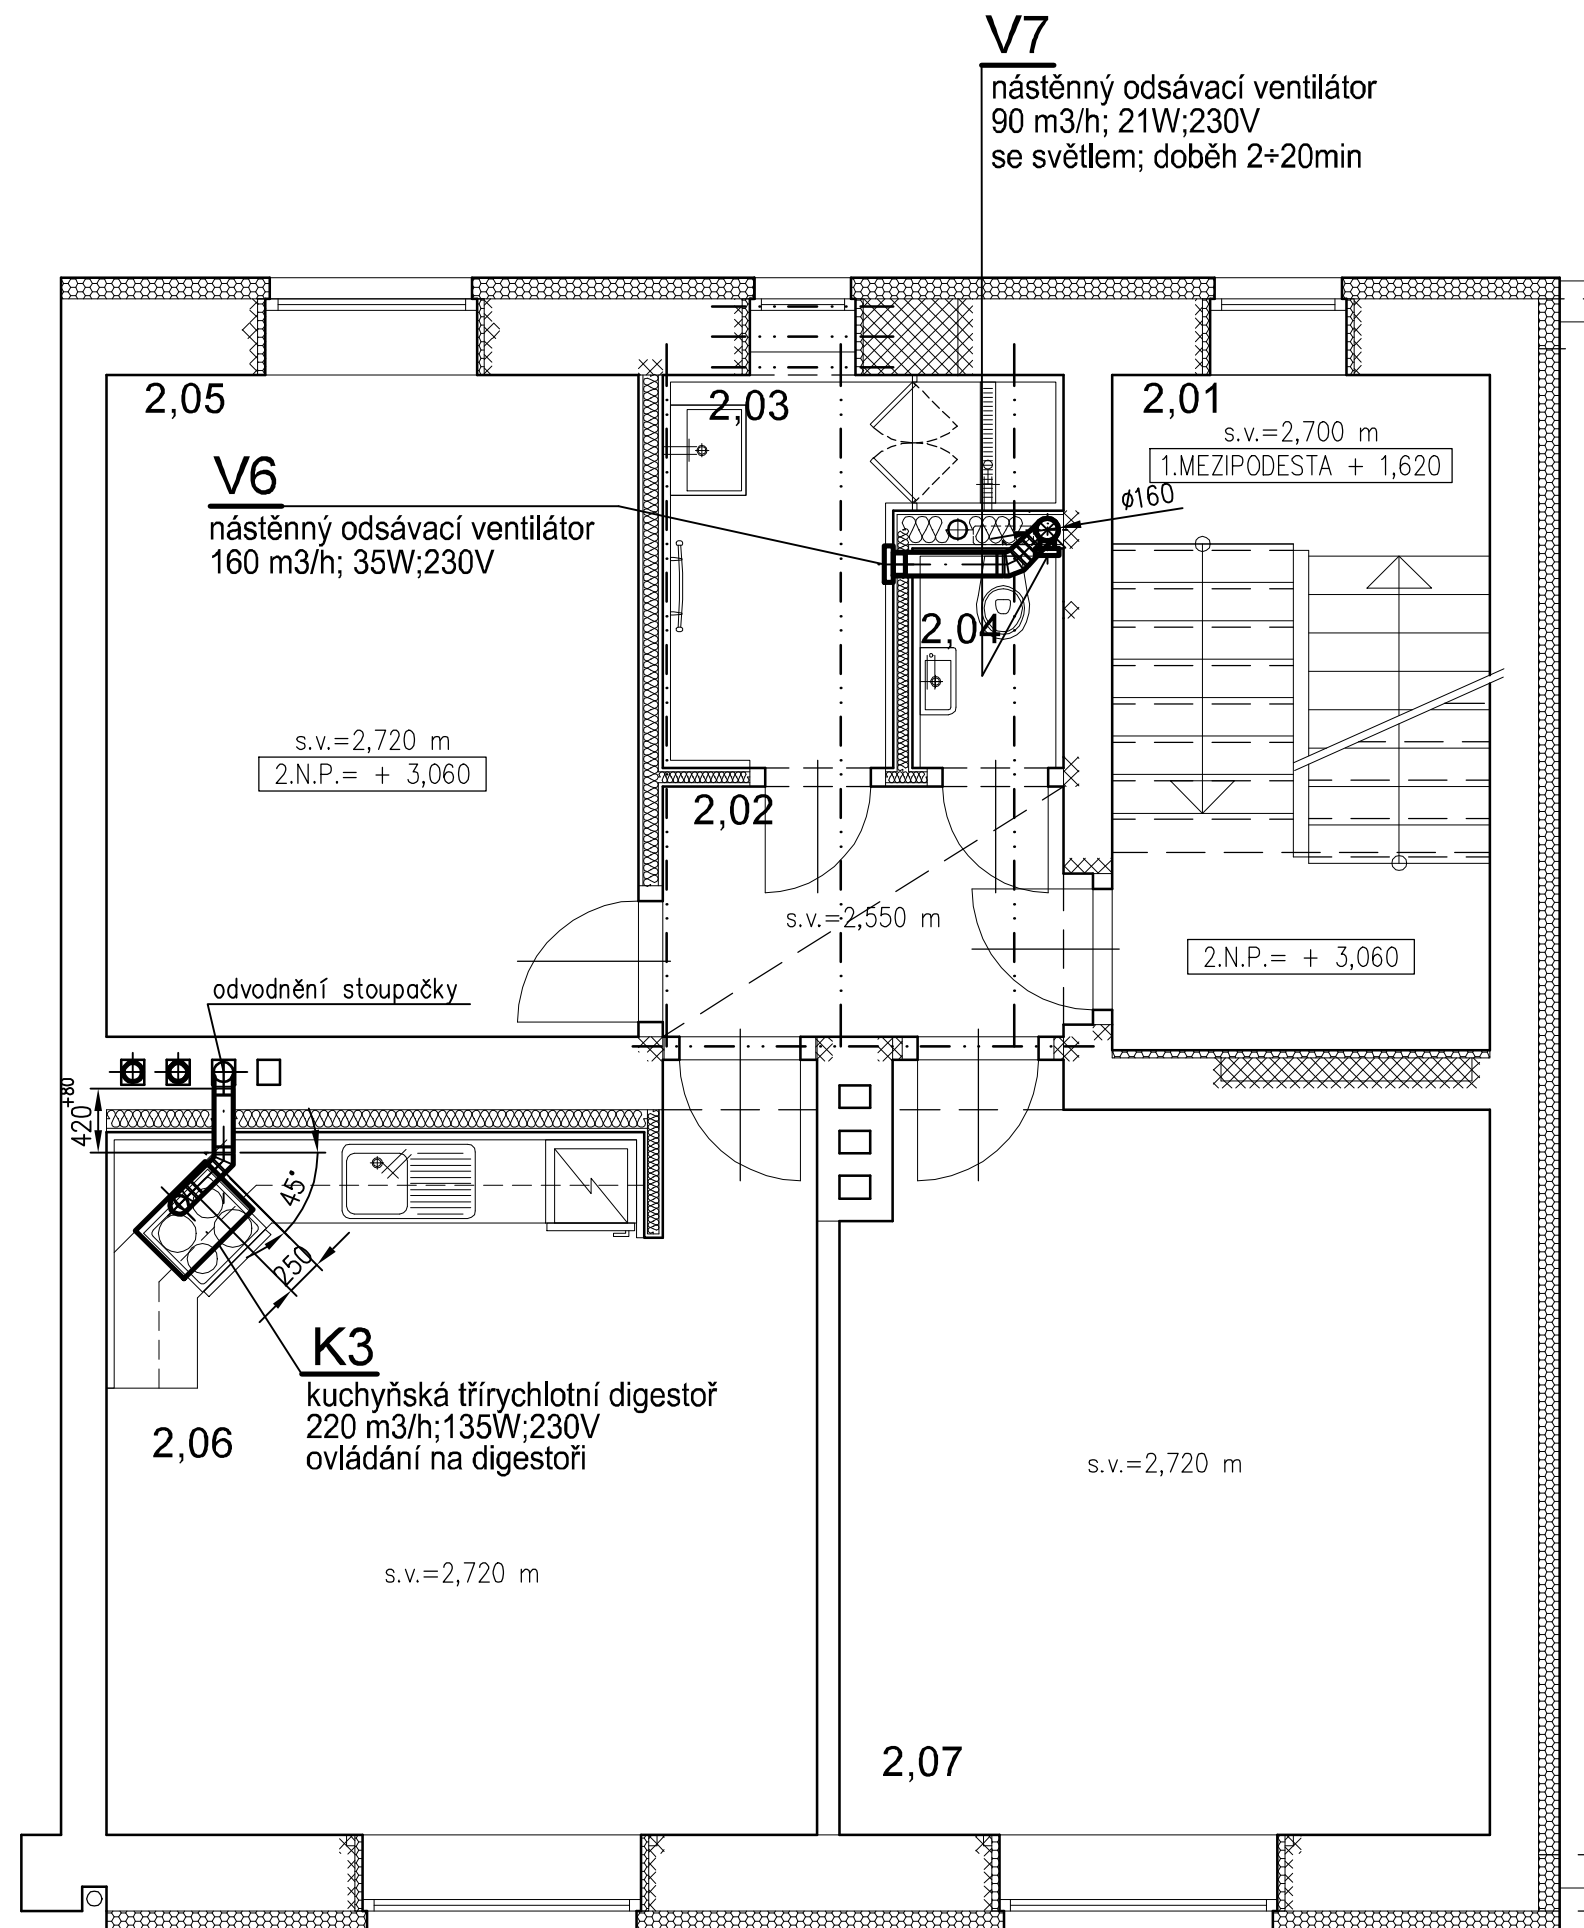 V7
nástěnný odsávací ventilátor
90 m3/h; 21W;230V
se světlem; doběh 2÷20min
2,05
2,03
2,01
s.v.=2,700 m
1.MEZIPODESTA + 1,620
V6
nástěnný odsávací ventilátor
160 m3/h; 35W;230V
ø160
2,04
s.v.=2,720 m
2.N.P.= + 3,060
2,02
s.v.=2,550 m
2.N.P.= + 3,060
odvodnění stoupačky
420
+80
45°
250
K3
kuchyňská třírychlotní digestoř
220 m3/h;135W;230V
ovládání na digestoři
2,06
s.v.=2,720 m
s.v.=2,720 m
2,07